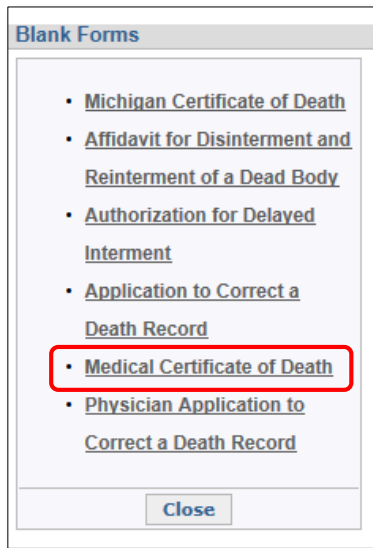 Blank Forms
• Michigan Certificate of Death
• Affidavit for Disinterment and
Reinterment of a Dead Body
• Authorization for Delayed
Interment
• Application to Correct a
Death Record
• Medical Certificate of Death
• Physician Application to
Correct a Death Record
Close